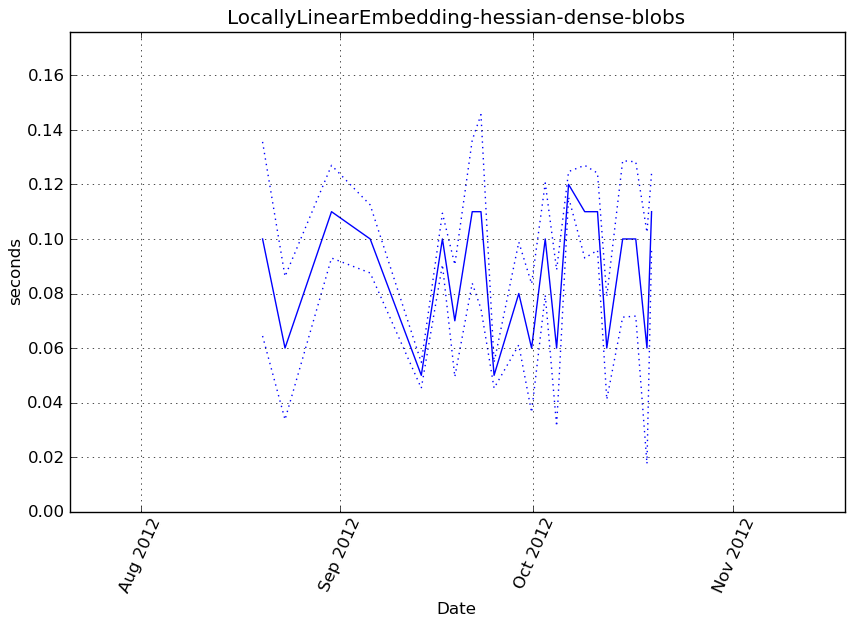 LocallyLinearEmbedding-hessian-dense-blobs
0.16
0.14
0.12
0.10
0.08
0.06
0.04
0.02
0.00
seconds
Aug 2012
Sep 2012
Oct 2012
Nov 2012
Date